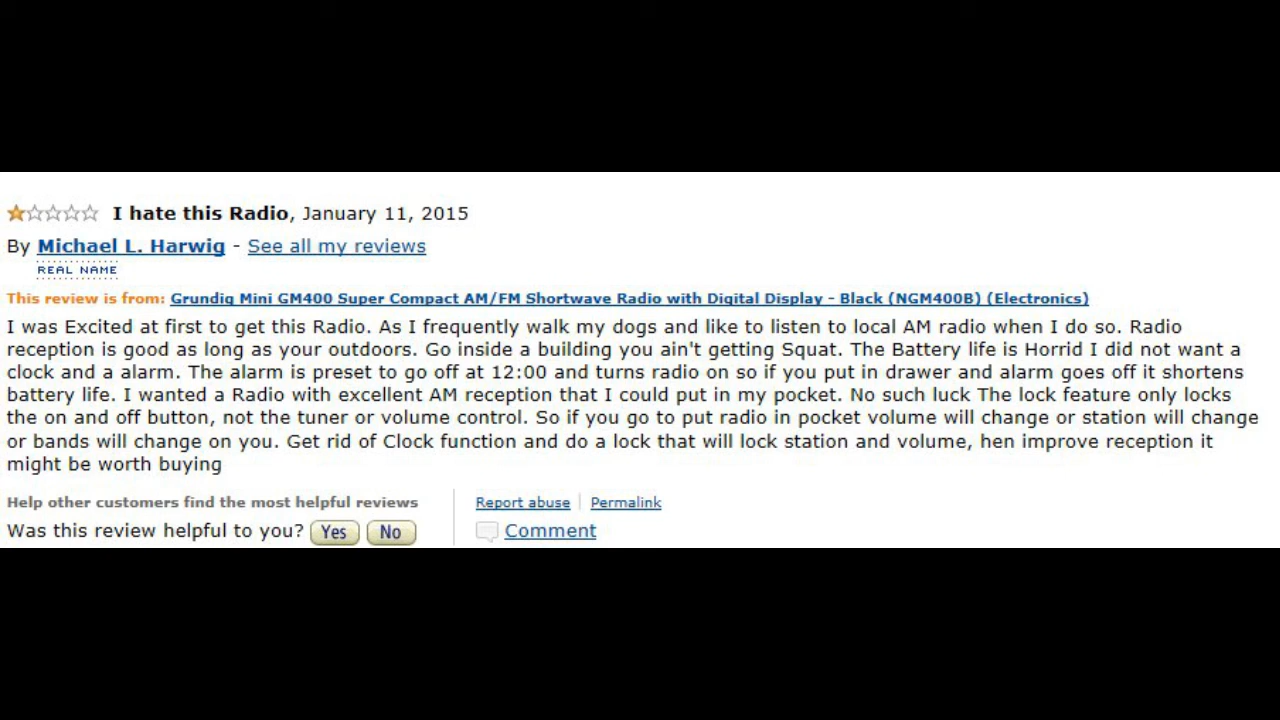 I hate this Radio, January 11, 2015
By Michael L. Harwig - See all my reviews
REAL NAME
This review is from: Grundig Mini GM400 Super Compact AM/FM Shortwave Radio with Digital Display - Black (NGM400B) (Electronics)
I was Excited at first to get this Radio. As I frequently walk my dogs and like to listen to local AM radio when I do so. Radio
reception is good as long as your outdoors. Go inside a building you ain't getting Squat. The Battery life is Horrid I did not want a
clock and a alarm. The alarm is preset to go off at 12:00 and turns radio on so if you put in drawer and alarm goes off it shortens
battery life. I wanted a Radio with excellent AM reception that I could put in my pocket. No such luck The lock feature only locks
the on and off button, not the tuner or volume control. So if you go to put radio in pocket volume will change or station will change
or bands will change on you. Get rid of Clock function and do a lock that will lock station and volume, hen improve reception it
might be worth buying
Help other customers find the most helpful reviews Report abuse Permalink
Was this review helpful to you? Yes No Comment